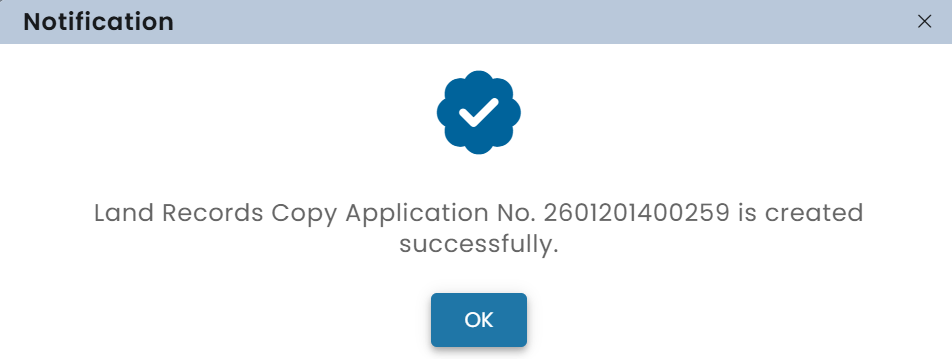 Notification
Land Records Copy Application No. 2601201400259 is created
successfully.
OK